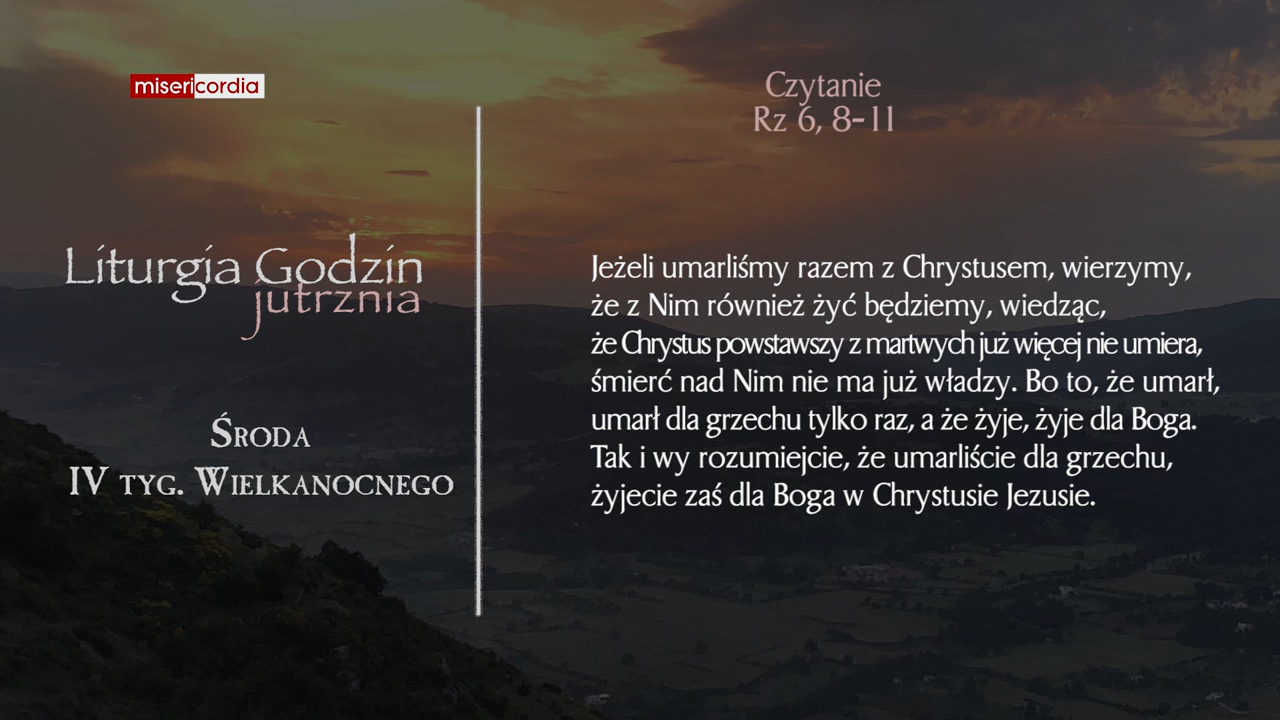 misericordia
Liturgia Godzin
jutrznia
Środa
IV tyg. Wielkanocnego
Czytanie
Rz 6, 8-11
Jeżeli umarliśmy razem z Chrystusem, wierzymy,
że z Nim również żyć będziemy, wiedząc,
że Chrystus powstawszy z martwych już więcej nie umiera,
śmierć nad Nim nie ma już władzy. Bo to, że umarł,
umarł dla grzechu tylko raz, a że żyje, żyje dla Boga.
Tak i wy rozumiejcie, że umarliście dla grzechu,
żyjecie zaś dla Boga w Chrystusie Jezusie.